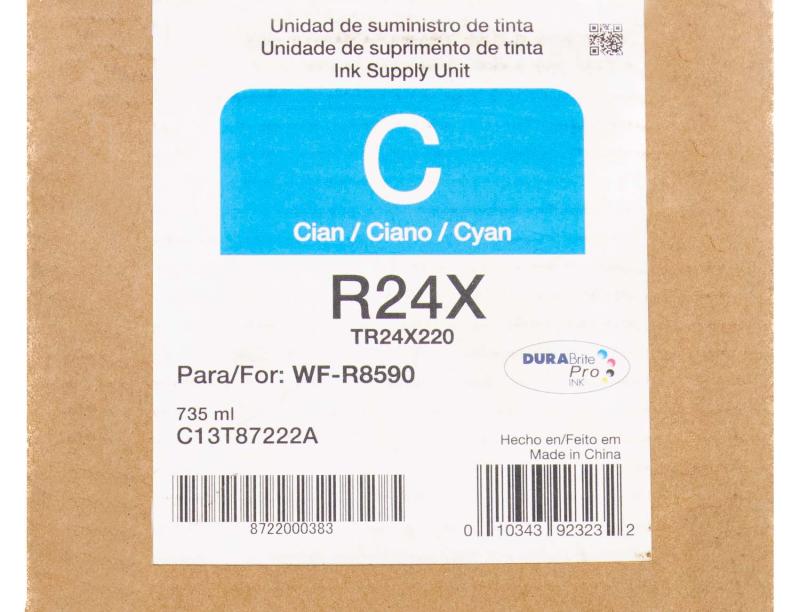 Unidad de suministro de tinta
Unidade de suprimento de tinta
Ink Supply Unit
C
Cian / Ciano / Cyan
R24X
TR24X220
DURABrite
Pro
INK
Para/For: WF-R8590
735 ml
C13T87222A
Hecho en/Feito em
Made in China
8722000383
0 10343 92323 2